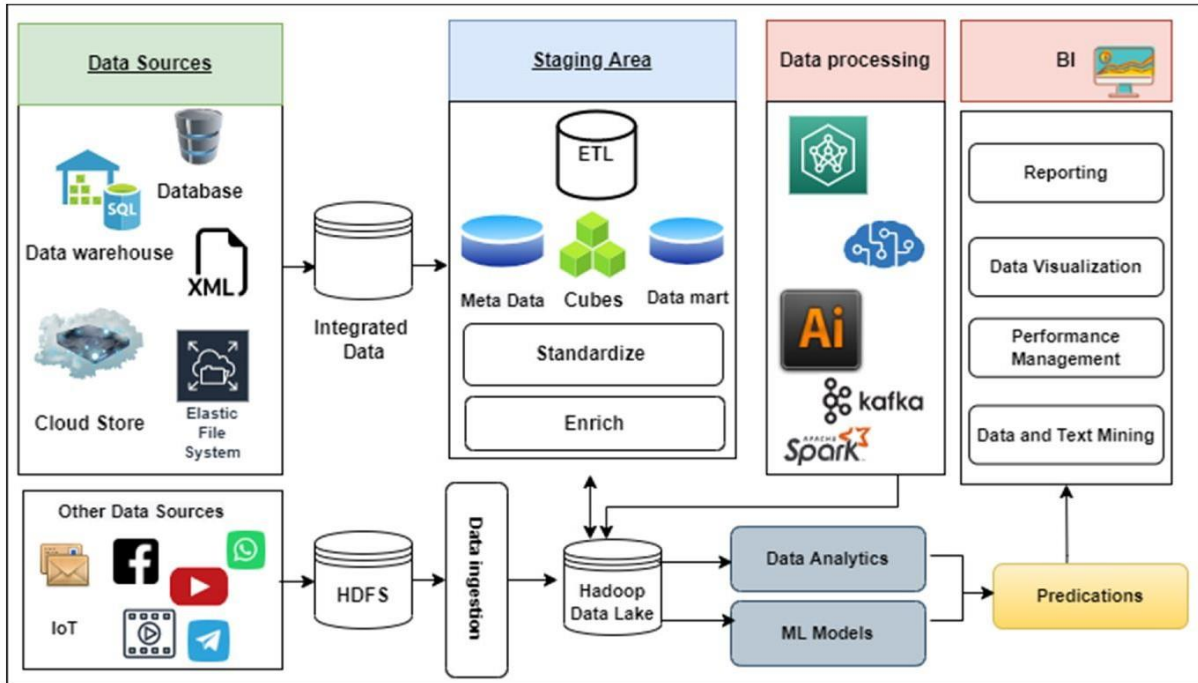 Data Sources
Database
SQL
Data warehouse
XML
Cloud Store
Elastic
File
System
Integrated
Data
Staging Area
ETL
Meta Data
Cubes
Data mart
Standardize
Enrich
Data processing
Ai
kafka
APACHE
Spark
BI
Reporting
Data Visualization
Performance
Management
Data and Text Mining
Other Data Sources
IoT
HDFS
Data ingestion
Hadoop
Data Lake
Data Analytics
ML Models
Predications